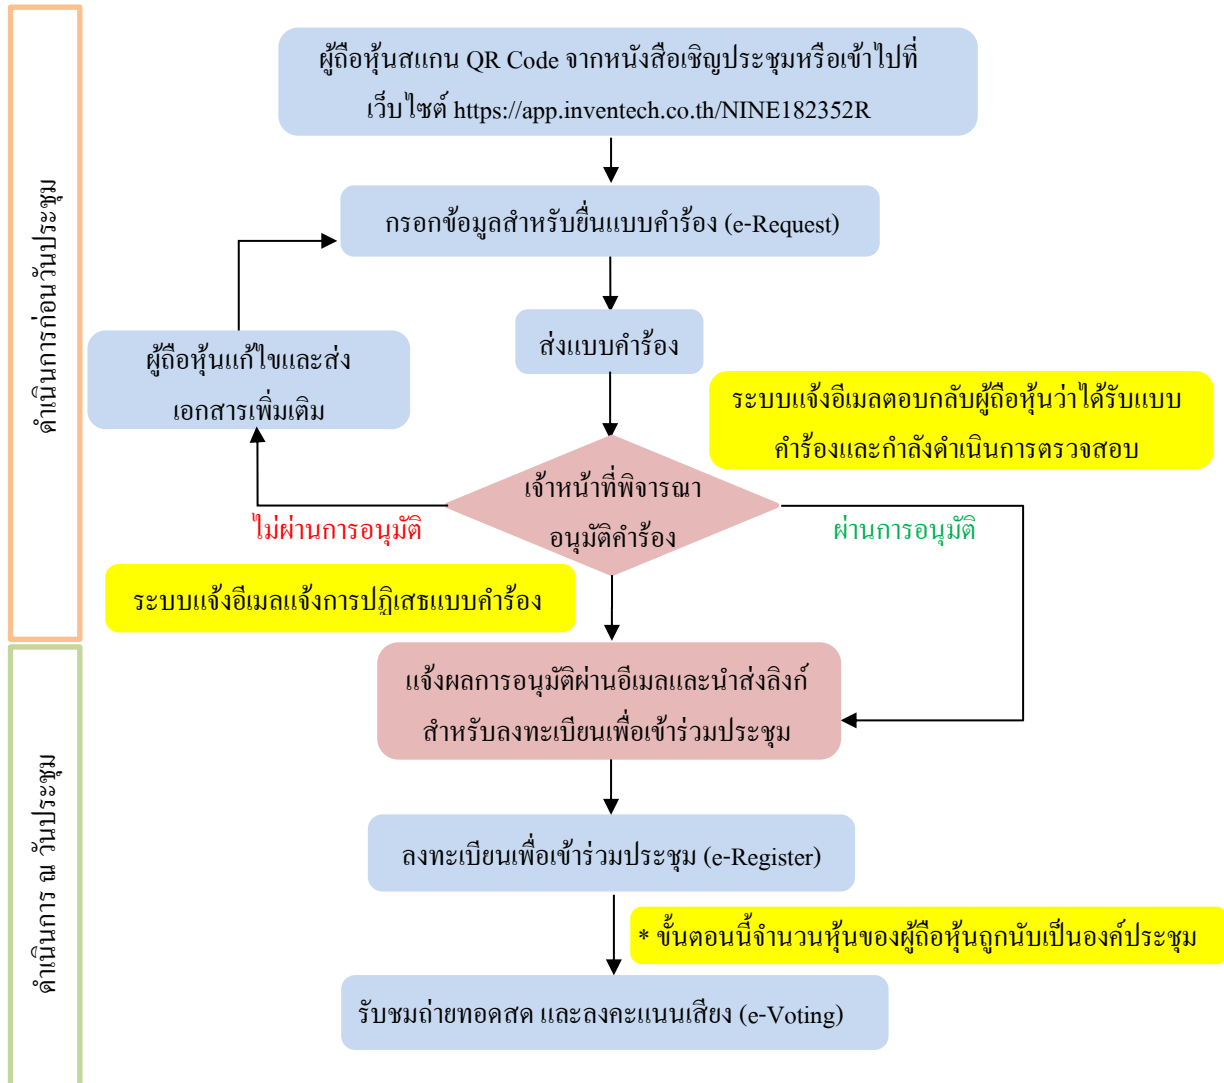 ดำเนินการก่อนวันประชุม
ผู้ถือหุ้นสแกน QR Code จากหนังสือเชิญประชุมหรือเข้าไปที่
เว็บไซต์ https://app.inventech.co.th/NINE182352R
กรอกข้อมูลสำหรับยื่นแบบคำร้อง (e-Request)
ส่งแบบคำร้อง
ผู้ถือหุ้นแก้ไขและส่ง
เอกสารเพิ่มเติม
ระบบแจ้งอีเมลตอบกลับผู้ถือหุ้นว่าได้รับแบบ
คำร้องและกำลังดำเนินการตรวจสอบ
เจ้าหน้าที่พิจารณา
อนุมัติคำร้อง
ไม่ผ่านการอนุมัติ
ผ่านการอนุมัติ
ระบบแจ้งอีเมลแจ้งการปฏิเสธแบบคำร้อง
ดำเนินการ ณ วันประชุม
แจ้งผลการอนุมัติผ่านอีเมลและนำส่งลิงก์
สำหรับลงทะเบียนเพื่อเข้าร่วมประชุม
ลงทะเบียนเพื่อเข้าร่วมประชุม (e-Register)
* ขั้นตอนนี้จำนวนหุ้นของผู้ถือหุ้นถูกนับเป็นองค์ประชุม
รับชมถ่ายทอดสด และลงคะแนนเสียง (e-Voting)